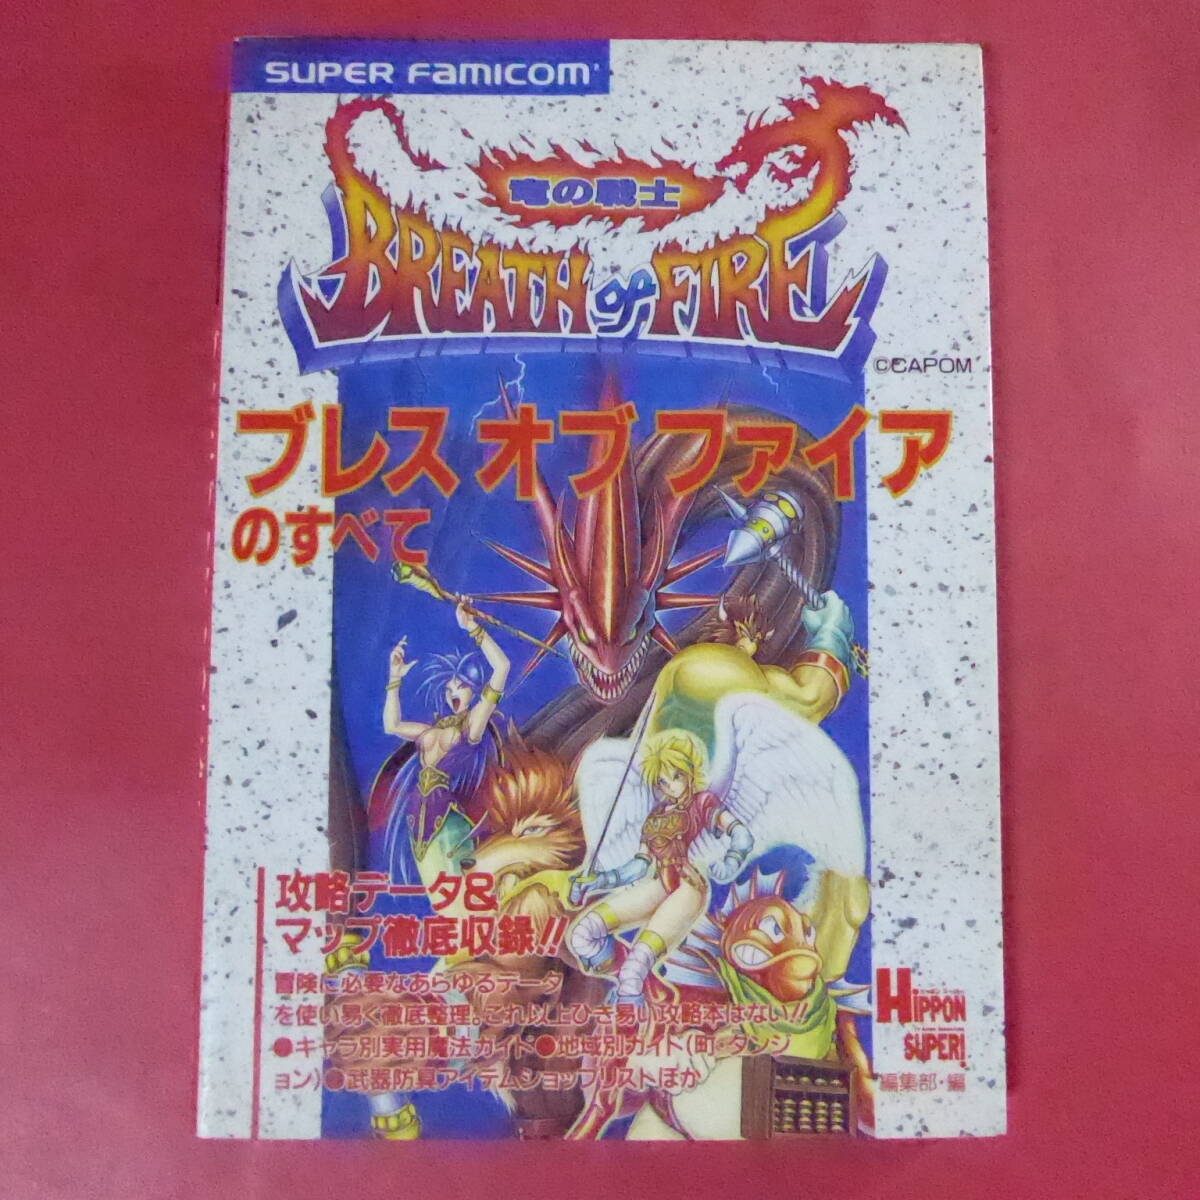 SUPER Famicom
竜の戦士
BREATH OF FIRE
©CAPOM
ブレス オブ ファイア
のすべて
攻略データ&
マップ徹底収録!!
冒険に必要なあらゆるデータ
を使い易く徹底整理。これ以上ひき易い攻略本はない!!
●キャラ別実用魔法ガイド●地域別ガイド(町・ダンジ
ョン)●武器防具アイテムショップリストほか
HIPPON
SUPER!
編集部・編